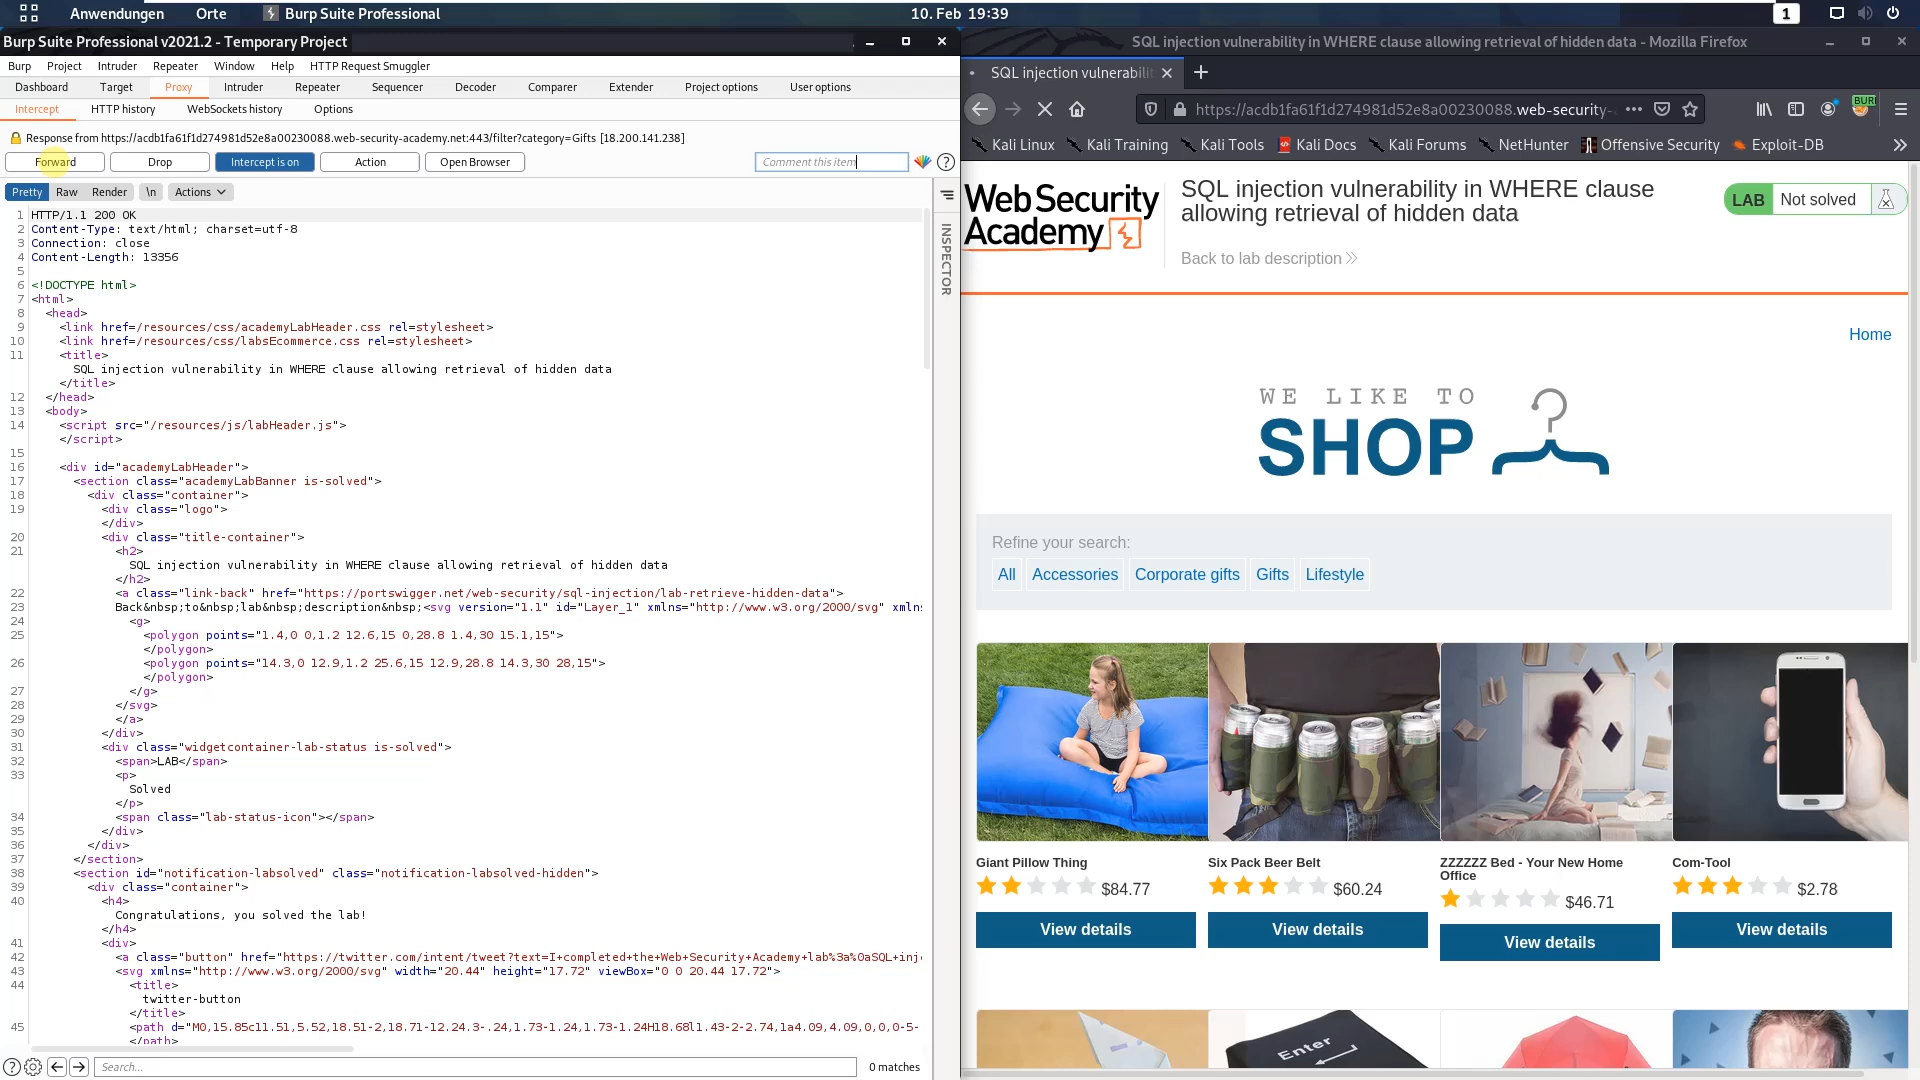 Anwendungen Orte Burp Suite Professional 10. Feb 19:39 1
Burp Suite Professional v2021.2 - Temporary Project
Burp Project Intruder Repeater Window Help HTTP Request Smuggler
Dashboard Target Proxy Intruder Repeater Sequencer Decoder Comparer Extender Project options User options
Intercept HTTP history WebSockets history Options
Response from https://acdb1fa61f1d274981d52e8a00230088.web-security-academy.net:443/filter?category=Gifts [18.200.141.238]
Forward Drop Intercept is on Action Open Browser Comment this item
Pretty Raw Render \n Actions
INSPECTOR
1 HTTP/1.1 200 OK
2 Content-Type: text/html; charset=utf-8
3 Connection: close
4 Content-Length: 13356
5
6 <!DOCTYPE html>
7 <html>
8 <head>
9 <link href=/resources/css/academyLabHeader.css rel=stylesheet>
10 <link href=/resources/css/labsEcommerce.css rel=stylesheet>
11 <title>
SQL injection vulnerability in WHERE clause allowing retrieval of hidden data
</title>
12 </head>
13 <body>
14 <script src="/resources/js/labHeader.js">
</script>
15
16 <div id="academyLabHeader">
17 <section class="academyLabBanner is-solved">
18 <div class="container">
19 <div class="logo">
</div>
20 <div class="title-container">
21 <h2>
SQL injection vulnerability in WHERE clause allowing retrieval of hidden data
</h2>
22 <a class="link-back" href="https://portswigger.net/web-security/sql-injection/lab-retrieve-hidden-data">
23 Back&nbsp;to&nbsp;lab&nbsp;description&nbsp;<svg version="1.1" id="Layer_1" xmlns="http://www.w3.org/2000/svg" xmlns
24 <g>
25 <polygon points="1.4,0 0,1.2 12.6,15 0,28.8 1.4,30 15.1,15">
</polygon>
26 <polygon points="14.3,0 12.9,1.2 25.6,15 12.9,28.8 14.3,30 28,15">
</polygon>
27 </g>
28 </svg>
29 </a>
30 </div>
31 <div class="widgetcontainer-lab-status is-solved">
32 <span>LAB</span>
33 <p>
Solved
</p>
34 <span class="lab-status-icon"></span>
35 </div>
36 </div>
37 </section>
38 <section id="notification-labsolved" class="notification-labsolved-hidden">
39 <div class="container">
40 <h4>
Congratulations, you solved the lab!
</h4>
41 <div>
42 <a class="button" href="https://twitter.com/intent/tweet?text=I+completed+the+Web+Security+Academy+lab%3a%0aSQL+inje
43 <svg xmlns="http://www.w3.org/2000/svg" width="20.44" height="17.72" viewBox="0 0 20.44 17.72">
44 <title>
twitter-button
</title>
45 <path d="M0,15.85c11.51,5.52,18.51-2,18.71-12.24.3-.24,1.73-1.24,1.73-1.24H18.68l1.43-2-2.74,1a4.09,4.09,0,0,0-5-
</path>
Search... 0 matches
SQL injection vulnerability in WHERE clause allowing retrieval of hidden data - Mozilla Firefox
SQL injection vulnerabilit
https://acdb1fa61f1d274981d52e8a00230088.web-security- BURP
Kali Linux Kali Training Kali Tools Kali Docs Kali Forums NetHunter Offensive Security Exploit-DB
Web Security
Academy
SQL injection vulnerability in WHERE clause
allowing retrieval of hidden data
Back to lab description
LAB Not solved
Home
WE LIKE TO
SHOP
Refine your search:
All Accessories Corporate gifts Gifts Lifestyle
Giant Pillow Thing
$84.77
View details
Six Pack Beer Belt
$60.24
View details
ZZZZZZ Bed - Your New Home
Office
$46.71
View details
Com-Tool
$2.78
View details
Enter